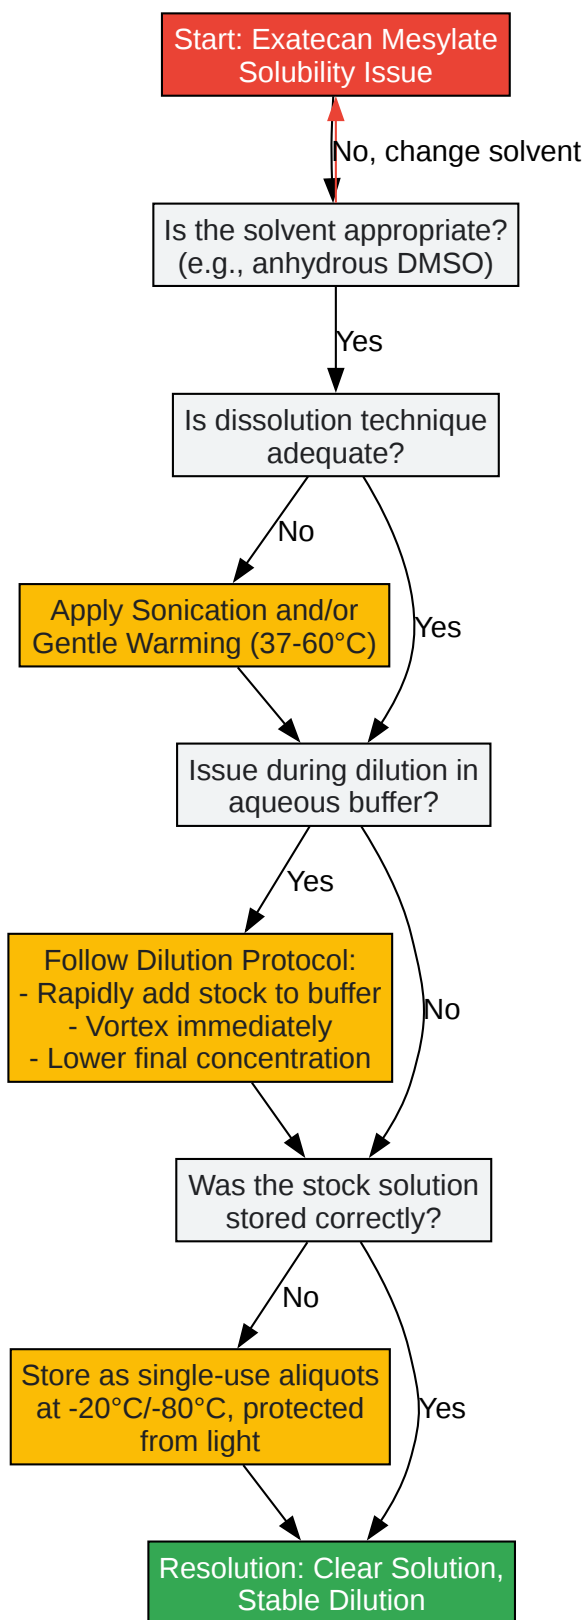 Start: Exatecan Mesylate
Solubility Issue
No, change solvent
Is the solvent appropriate?
(e.g., anhydrous DMSO)
Yes
Is dissolution technique
adequate?
No
Apply Sonication and/or
Gentle Warming (37-60°C)
Yes
Issue during dilution in
aqueous buffer?
Yes
Follow Dilution Protocol:
- Rapidly add stock to buffer
- Vortex immediately
- Lower final concentration
No
Was the stock solution
stored correctly?
No
Store as single-use aliquots
at -20°C/-80°C, protected
from light
Yes
Resolution: Clear Solution,
Stable Dilution